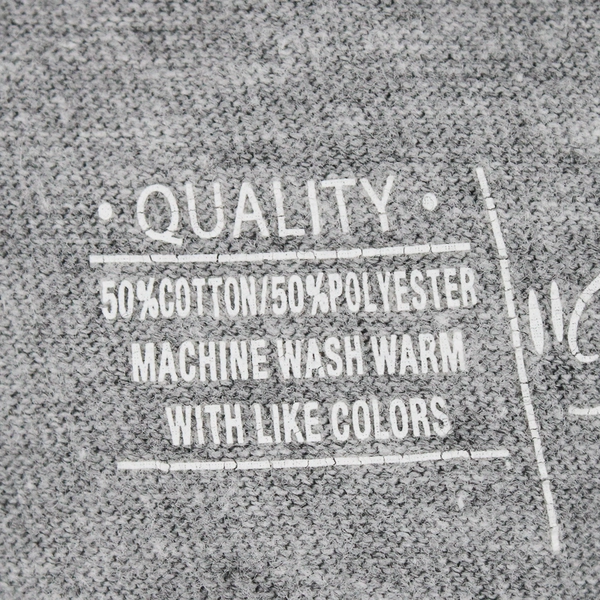 • QUALITY •
50%COTTON/50%POLYESTER
MACHINE WASH WARM
WITH LIKE COLORS